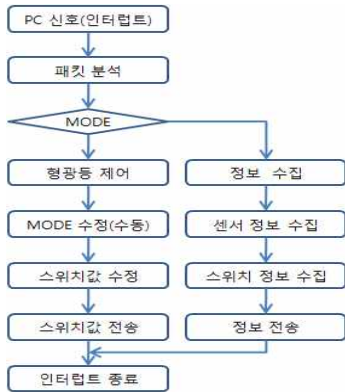 PC 신호(인터럽트)
패킷 분석
MODE
형광등 제어
정보 수집
MODE 수정(수동)
센서 정보 수집
스위치값 수정
스위치 정보 수집
스위치값 전송
정보 전송
인터럽트 종료